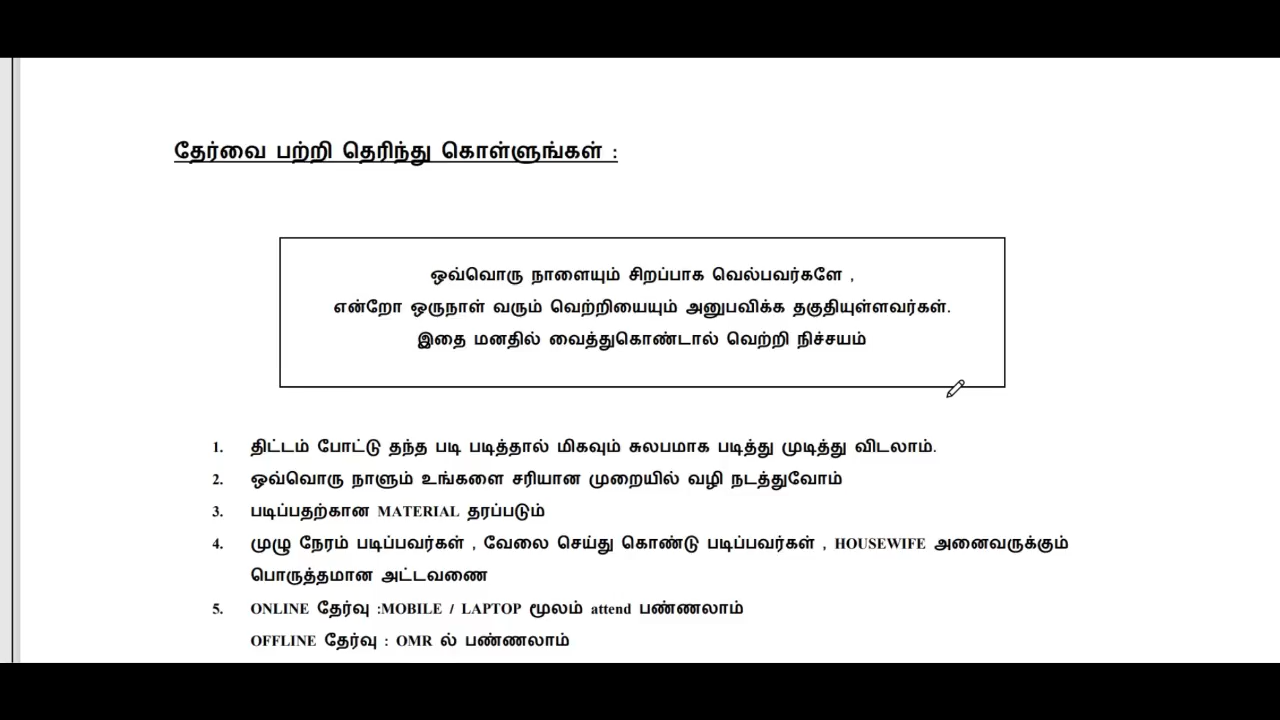 தேர்வை பற்றி தெரிந்து கொள்ளுங்கள் :
ஒவ்வொரு நாளையும் சிறப்பாக வெல்பவர்களே ,
என்றோ ஒருநாள் வரும் வெற்றியையும் அனுபவிக்க தகுதியுள்ளவர்கள்.
இதை மனதில் வைத்துகொண்டால் வெற்றி நிச்சயம்
1. திட்டம் போட்டு தந்த படி படித்தால் மிகவும் சுலபமாக படித்து முடித்து விடலாம்.
2. ஒவ்வொரு நாளும் உங்களை சரியான முறையில் வழி நடத்துவோம்
3. படிப்பதற்கான MATERIAL தரப்படும்
4. முழு நேரம் படிப்பவர்கள் , வேலை செய்து கொண்டு படிப்பவர்கள் , HOUSEWIFE அனைவருக்கும்
பொருத்தமான அட்டவணை
5. ONLINE தேர்வு :MOBILE / LAPTOP மூலம் attend பண்ணலாம்
OFFLINE தேர்வு : OMR ல் பண்ணலாம்